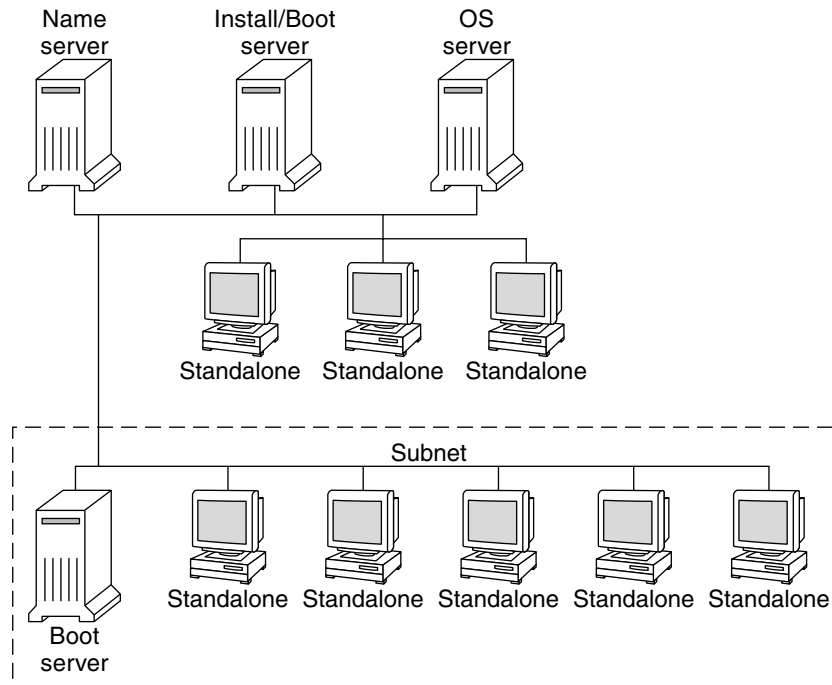 Name
server
Install/Boot
server
OS
server
Standalone
Standalone
Standalone
Subnet
Standalone
Standalone
Standalone
Standalone
Standalone
Boot
server